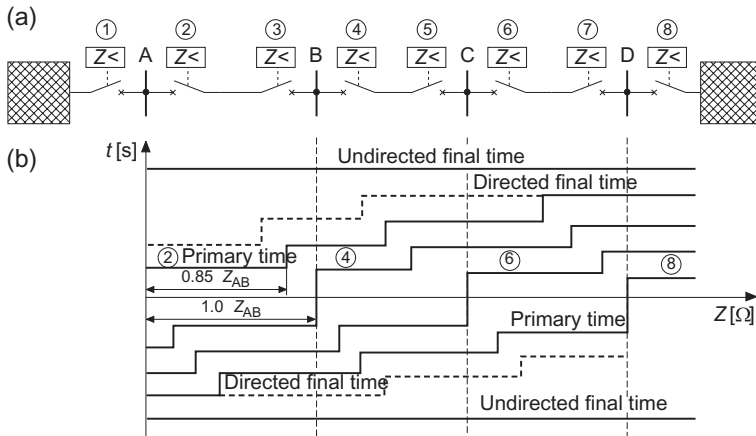 (a)
① ② ③ ④ ⑤ ⑥ ⑦ ⑧
Z< A Z< Z< B Z< Z< C Z< Z< D Z<
(b)
t [s]
Undirected final time
Directed final time
② Primary time ④ ⑥ ⑧
0.85 Z_AB
1.0 Z_AB
Z [Ω]
Primary time
Directed final time
Undirected final time